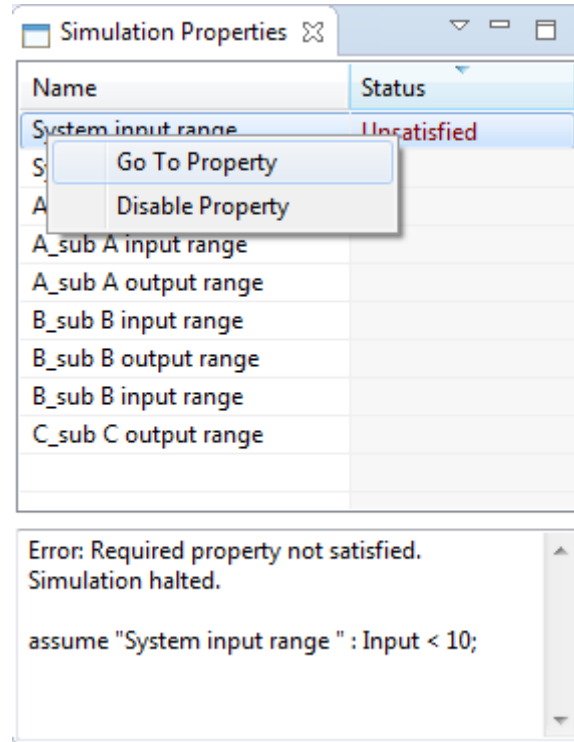 Simulation Properties
Name Status
System input range Unsatisfied
Go To Property
Disable Property
A_sub A input range
A_sub A output range
B_sub B input range
B_sub B output range
B_sub B input range
C_sub C output range
Error: Required property not satisfied.
Simulation halted.
assume "System input range " : Input < 10;